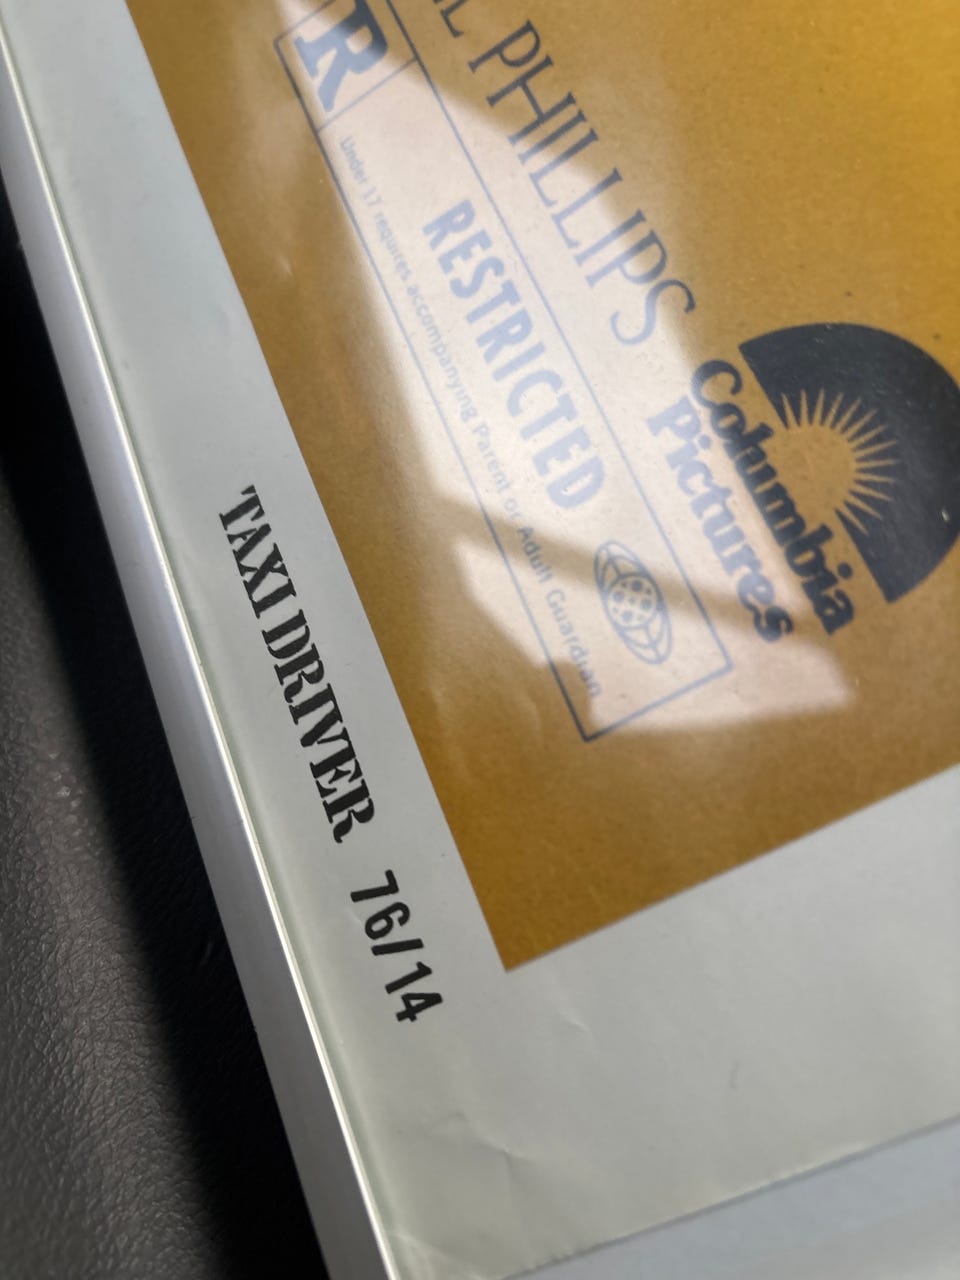 PHILLIPS
R
RESTRICTED
Under 17 requires accompanying Parent or Adult Guardian
Columbia
Pictures
TAXI DRIVER 76/14